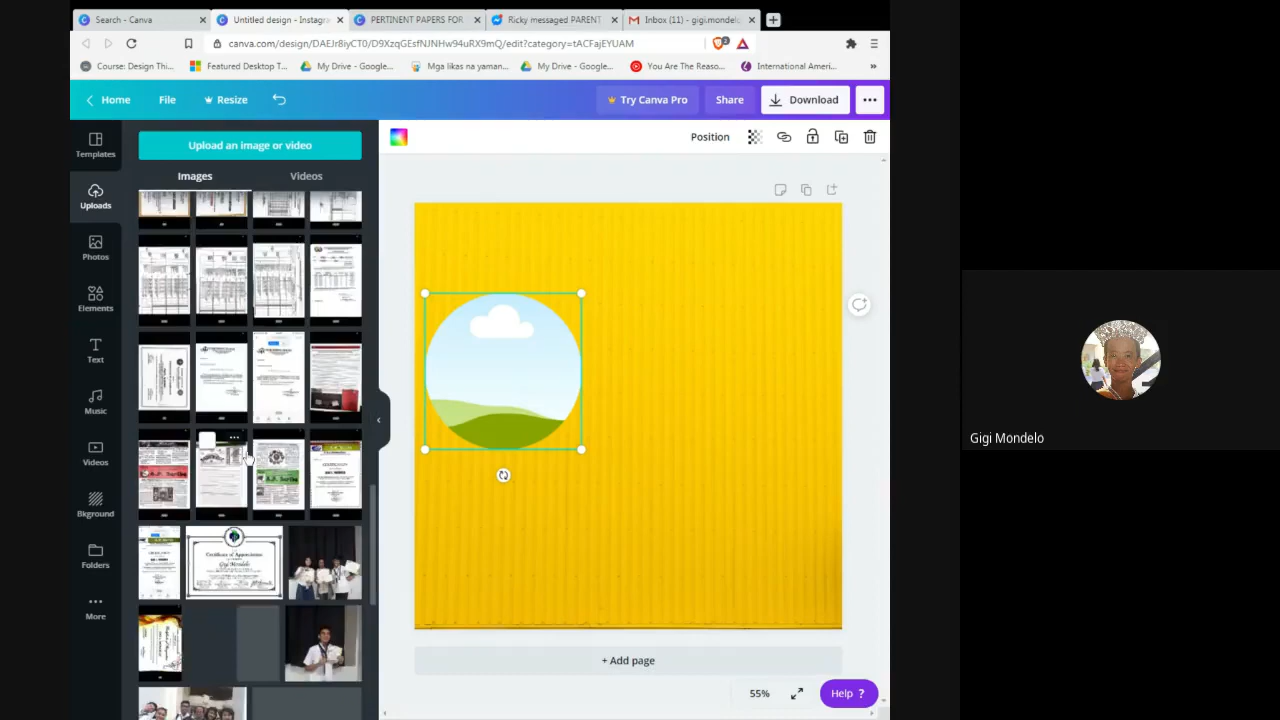 Search - Canva
Untitled design - Instagra
PERTINENT PAPERS FOR
Ricky messaged PARENT
Inbox (11) - gigi.mondelo
canva.com/design/DAEJr8iyCT0/D9XzqGEsfNJNHw94uRX9mQ/edit?category=tACFajEYUAM
Course: Design Thi...
Featured Desktop T...
My Drive - Google...
Mga likas na yaman...
My Drive - Google...
You Are The Reaso...
International Ameri...
Home
File
Resize
Try Canva Pro
Share
Download
Templates
Uploads
Photos
Elements
Text
Music
Videos
Bkground
Folders
More
Upload an image or video
Images
Videos
Certificate of Appreciation
Gigi Mondelo
Position
+ Add page
55%
Help ?
Gigi Mondelo